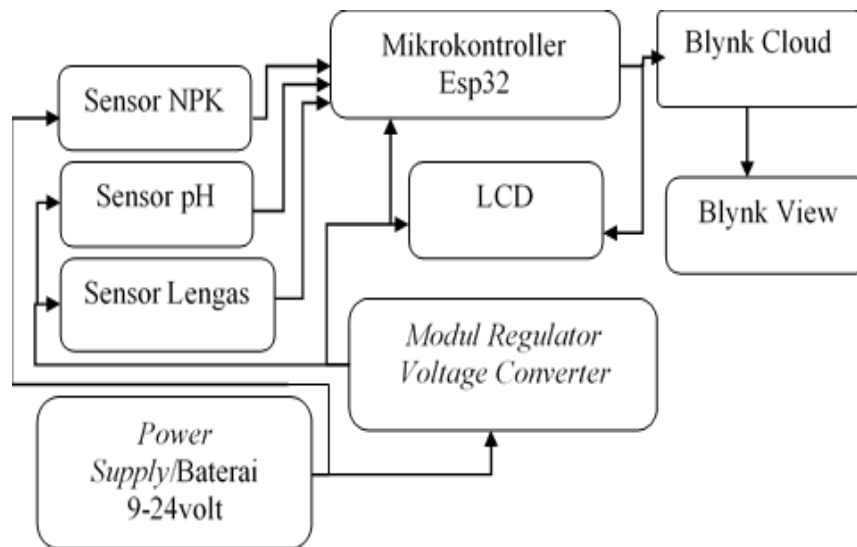 Mikrokontroller
Esp32
Blynk Cloud
Sensor NPK
Sensor pH
LCD
Blynk View
Sensor Lengas
Modul Regulator
Voltage Converter
Power
Supply/Baterai
9-24volt